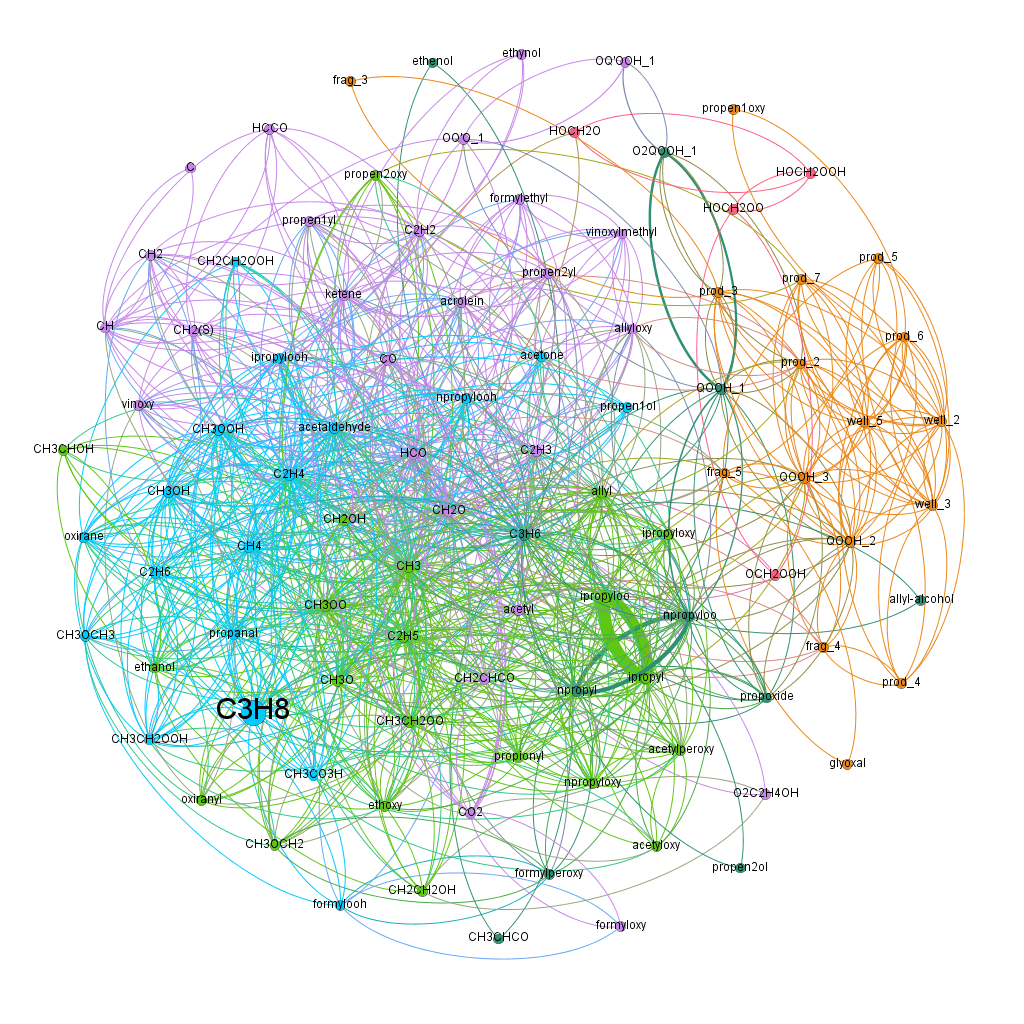 ethynol
ethenol
OQ'OOH_1
frag_3
propen1oxy
HCCO
HOCH2O
OQ'O_1
O2QOOH_1
C
propen2oxy
HOCH2OOH
formylethyl
HOCH2OO
propen1yl
C2H2
vinoxylmethyl
CH2
CH2CH2OOH
prod_5
propen2yl
prod_7
ketene
acrolein
prod_3
CH
CH2(S)
allyloxy
prod_6
ipropylooh
CO
acetone
prod_2
QOOH_1
vinoxy
npropylooh
propen1ol
CH3OOH
acetaldehyde
well_5
well_2
CH3CHOH
HCO
C2H3
C2H4
frag_5
QOOH_3
CH3OH
allyl
well_3
CH2O
CH2OH
oxirane
C3H6
ipropyloxy
CH4
QOOH_2
C2H6
CH3
OCH2OOH
ipropyloo
allyl-alcohol
CH3OO
acetyl
npropyloo
CH3OCH3
propanal
C2H5
frag_4
ethanol
CH3O
CH2CHCO
ipropyl
prod_4
npropyl
propoxide
C3H8
CH3CH2OO
CH3CH2OOH
acetylperoxy
propionyl
glyoxal
CH3CO3H
npropyloxy
O2C2H4OH
oxiranyl
ethoxy
CO2
CH3OCH2
acetyloxy
propen2ol
formylperoxy
CH2CH2OH
formylooh
formyloxy
CH3CHCO